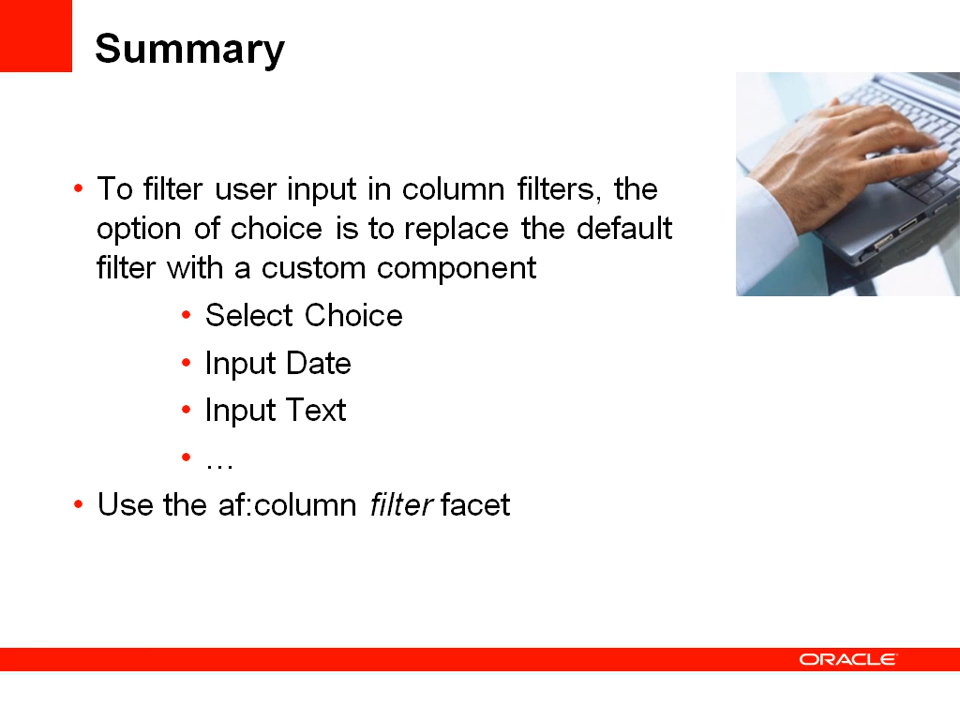 Summary
• To filter user input in column filters, the
option of choice is to replace the default
filter with a custom component
• Select Choice
• Input Date
• Input Text
• …
• Use the af:column filter facet
ORACLE